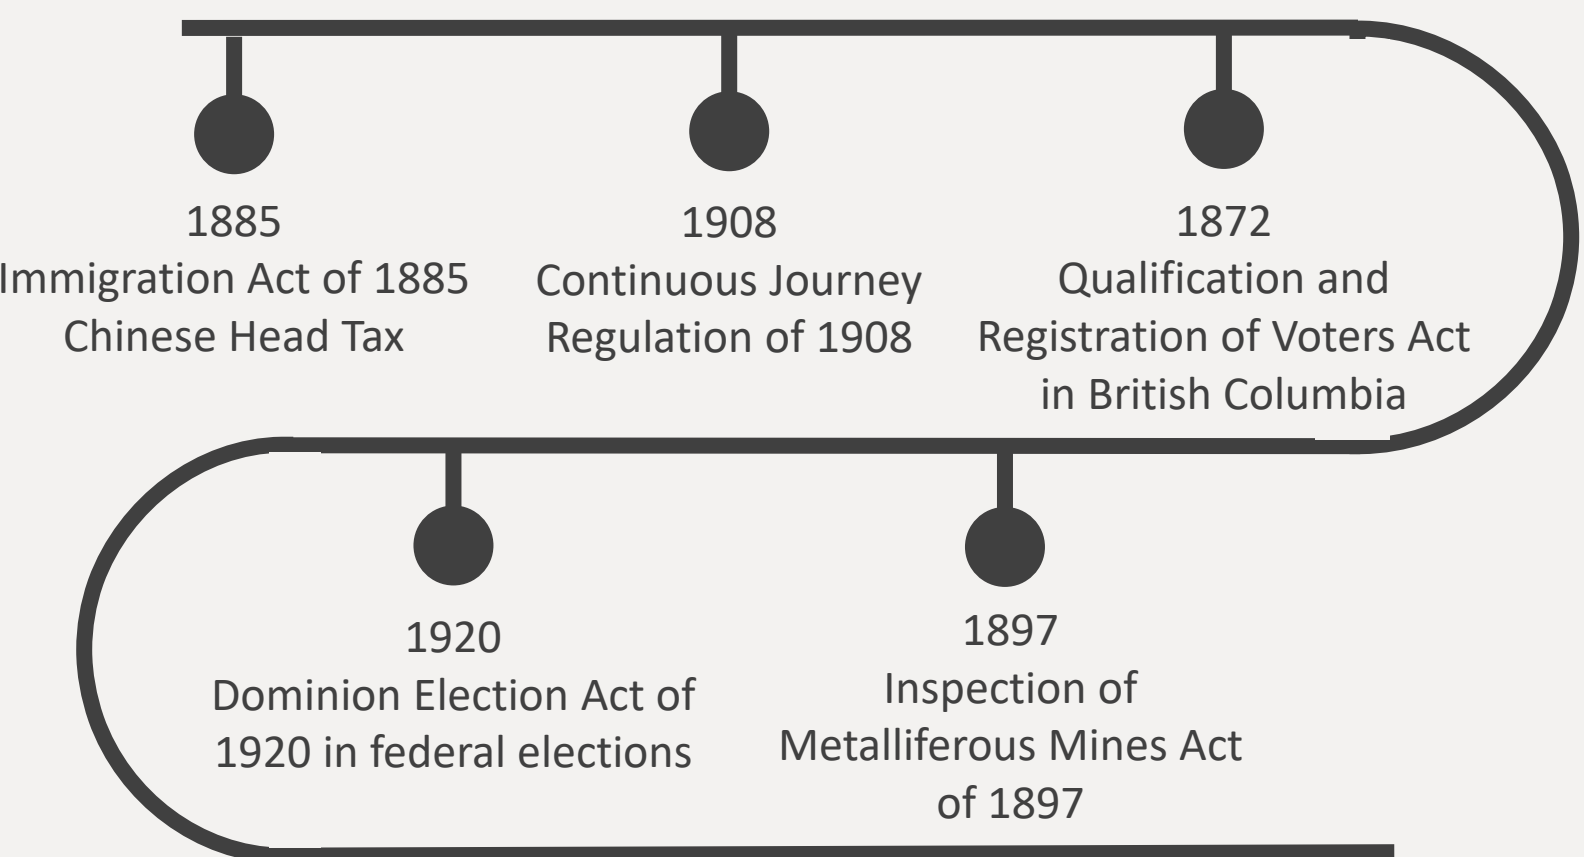 1885
Immigration Act of 1885
Chinese Head Tax
1908
Continuous Journey
Regulation of 1908
1872
Qualification and
Registration of Voters Act
in British Columbia
1920
Dominion Election Act of
1920 in federal elections
1897
Inspection of
Metalliferous Mines Act
of 1897